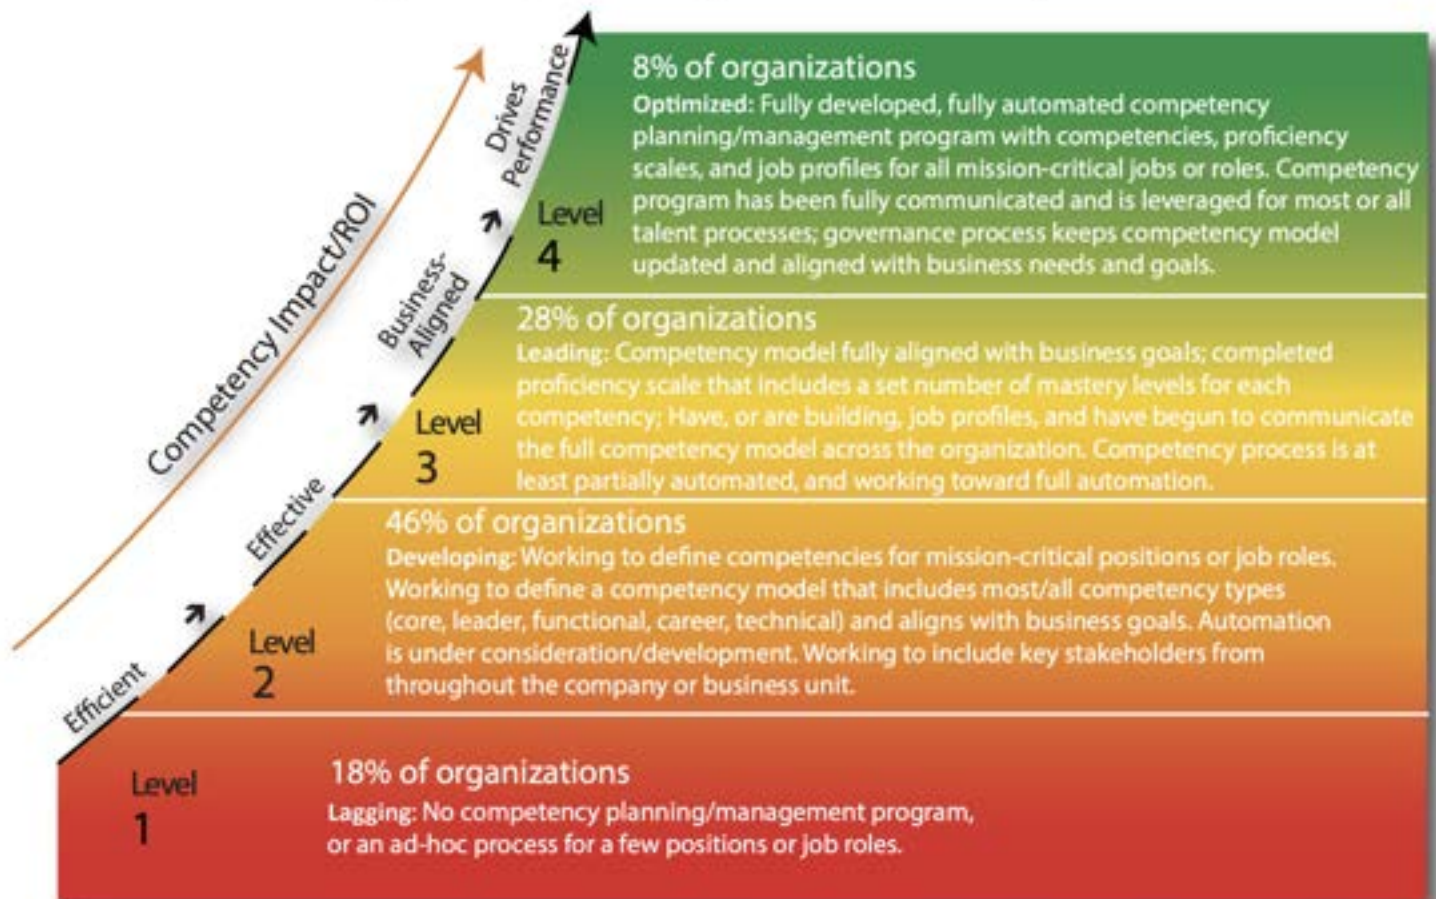 8% of organizations
Optimized: Fully developed, fully automated competency
planning/management program with competencies, proficiency
scales, and job profiles for all mission-critical jobs or roles. Competency
program has been fully communicated and is leveraged for most or all
talent processes; governance process keeps competency model
updated and aligned with business needs and goals.
Level
4
28% of organizations
Leading: Competency model fully aligned with business goals; completed
proficiency scale that includes a set number of mastery levels for each
competency; Have, or are building, job profiles, and have begun to communicate
the full competency model across the organization. Competency process is at
least partially automated, and working toward full automation.
Level
3
46% of organizations
Developing: Working to define competencies for mission-critical positions or job roles.
Working to define a competency model that includes most/all competency types
(core, leader, functional, career, technical) and aligns with business goals. Automation
is under consideration/development. Working to include key stakeholders from
throughout the company or business unit.
Level
2
18% of organizations
Lagging: No competency planning/management program,
or an ad-hoc process for a few positions or job roles.
Level
1
Competency Impact/ROI
Drives
Performance
Business-
Aligned
Effective
Efficient